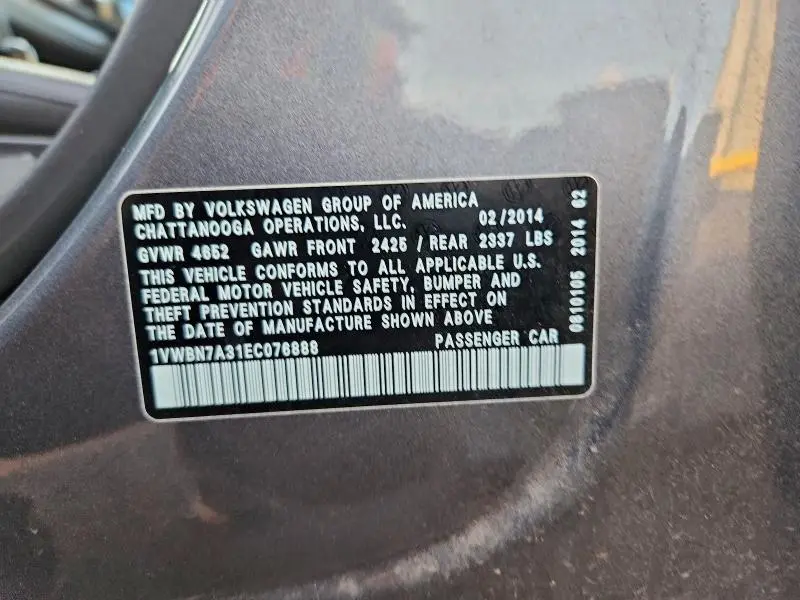 MFD BY VOLKSWAGEN GROUP OF AMERICA
CHATTANOOGA OPERATIONS, LLC. 02/2014
GVWR 4652 GAWR FRONT 2425 / REAR 2337 LBS
THIS VEHICLE CONFORMS TO ALL APPLICABLE U.S.
FEDERAL MOTOR VEHICLE SAFETY, BUMPER AND
THEFT PREVENTION STANDARDS IN EFFECT ON
THE DATE OF MANUFACTURE SHOWN ABOVE
1VWBN7A31EC076888 PASSENGER CAR
0810105 2014 02